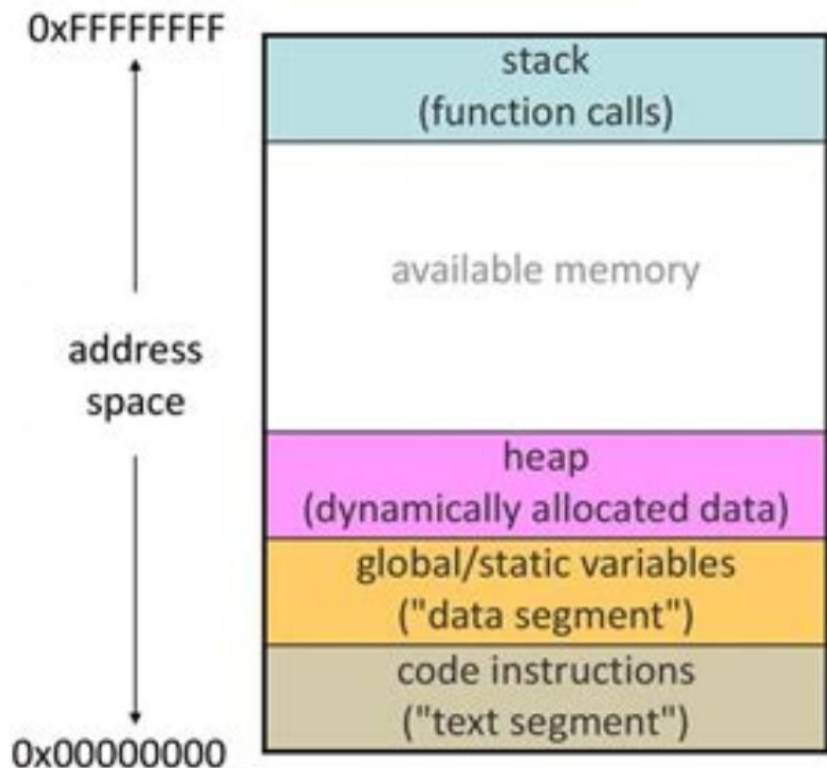 0xFFFFFFFF
stack
(function calls)
available memory
address
space
heap
(dynamically allocated data)
global/static variables
("data segment")
code instructions
("text segment")
0x00000000